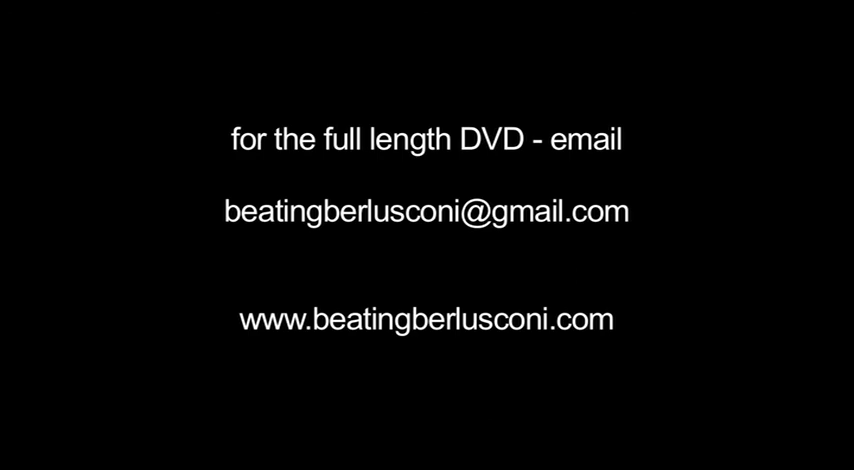 for the full length DVD - email
beatingberlusconi@gmail.com
www.beatingberlusconi.com